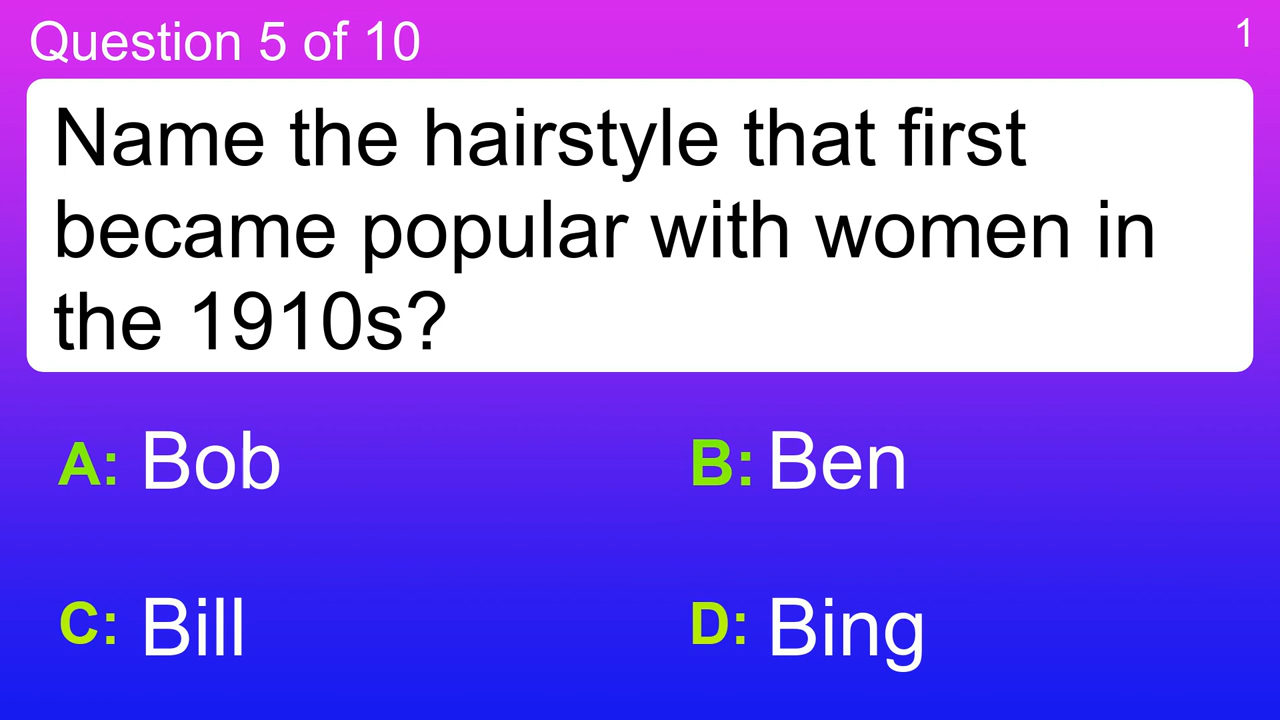 Question 5 of 10
1
Name the hairstyle that first
became popular with women in
the 1910s?
A: Bob
B: Ben
C: Bill
D: Bing